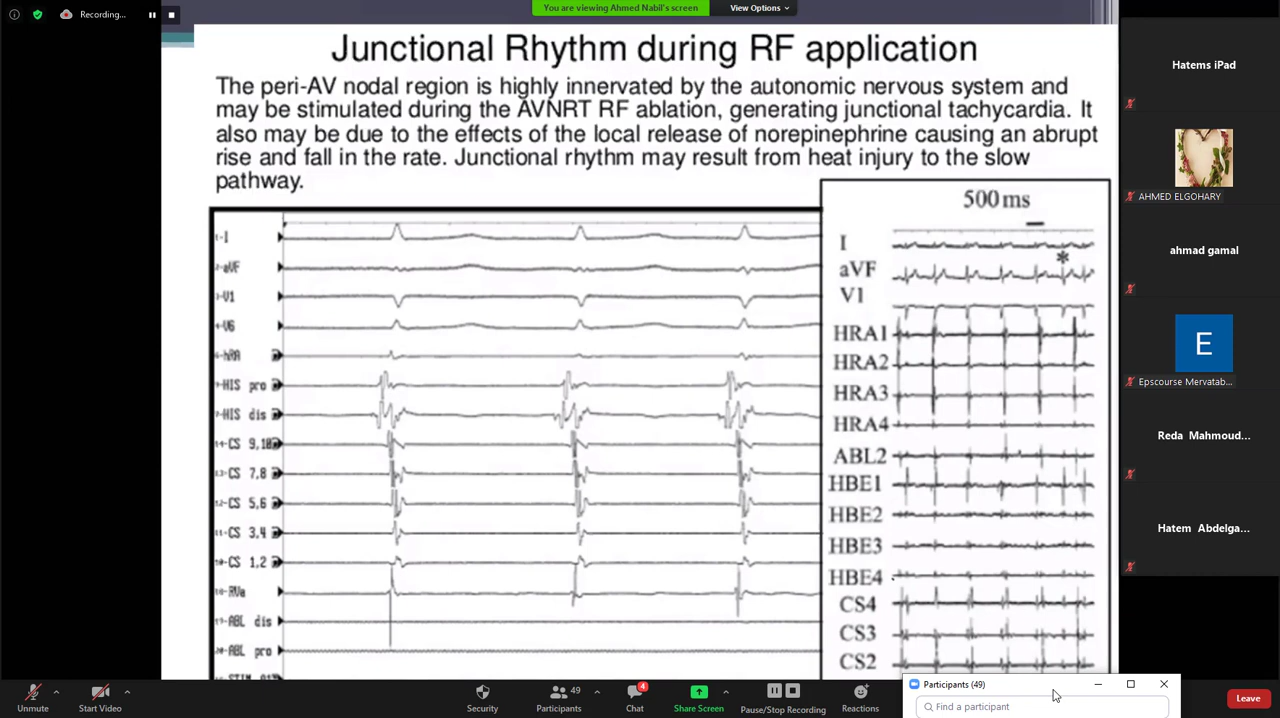 Recording...
You are viewing Ahmed Nabil's screen
View Options
Junctional Rhythm during RF application
The peri-AV nodal region is highly innervated by the autonomic nervous system and
may be stimulated during the AVNRT RF ablation, generating junctional tachycardia. It
also may be due to the effects of the local release of norepinephrine causing an abrupt
rise and fall in the rate. Junctional rhythm may result from heat injury to the slow
pathway.
I
aVF
V1
V6
hRA
HIS pro
HIS dis
CS 9,10
CS 7,8
CS 5,6
CS 3,4
CS 1,2
RVa
ABL dis
ABL pro
500 ms
I
*
aVF
V1
HRA1
HRA2
HRA3
HRA4
ABL2
HBE1
HBE2
HBE3
HBE4
CS4
CS3
CS2
Hatems iPad
AHMED ELGOHARY
ahmad gamal
E
Epscourse Mervatab...
Reda Mahmoud...
Hatem Abdelga...
Participants (49)
Find a participant
Unmute
Start Video
Security
49
Participants
4
Chat
Share Screen
Pause/Stop Recording
Reactions
Leave